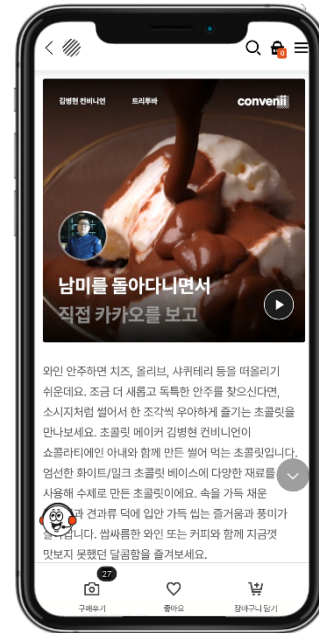 0
김병현 컨비니언
트리투바
convenii
남미를 돌아다니면서
직접 카카오를 보고
와인 안주하면 치즈, 올리브, 샤퀴테리 등을 떠올리기
쉬운데요. 조금 더 새롭고 독특한 안주를 찾으신다면,
소시지처럼 썰어서 한 조각씩 우아하게 즐기는 초콜릿을
만나보세요. 초콜릿 메이커 김병현 컨비니언이
쇼콜라티에인 아내와 함께 만든 썰어 먹는 초콜릿입니다.
엄선한 화이트/밀크 초콜릿 베이스에 다양한 재료를
사용해 수제로 만든 초콜릿이에요. 속을 가득 채운
과 견과류 덕에 입안 가득 씹는 즐거움과 풍미가
니다. 쌉싸름한 와인 또는 커피와 함께 지금껏
맛보지 못했던 달콤함을 즐겨보세요.
27
구매후기
좋아요
장바구니 담기